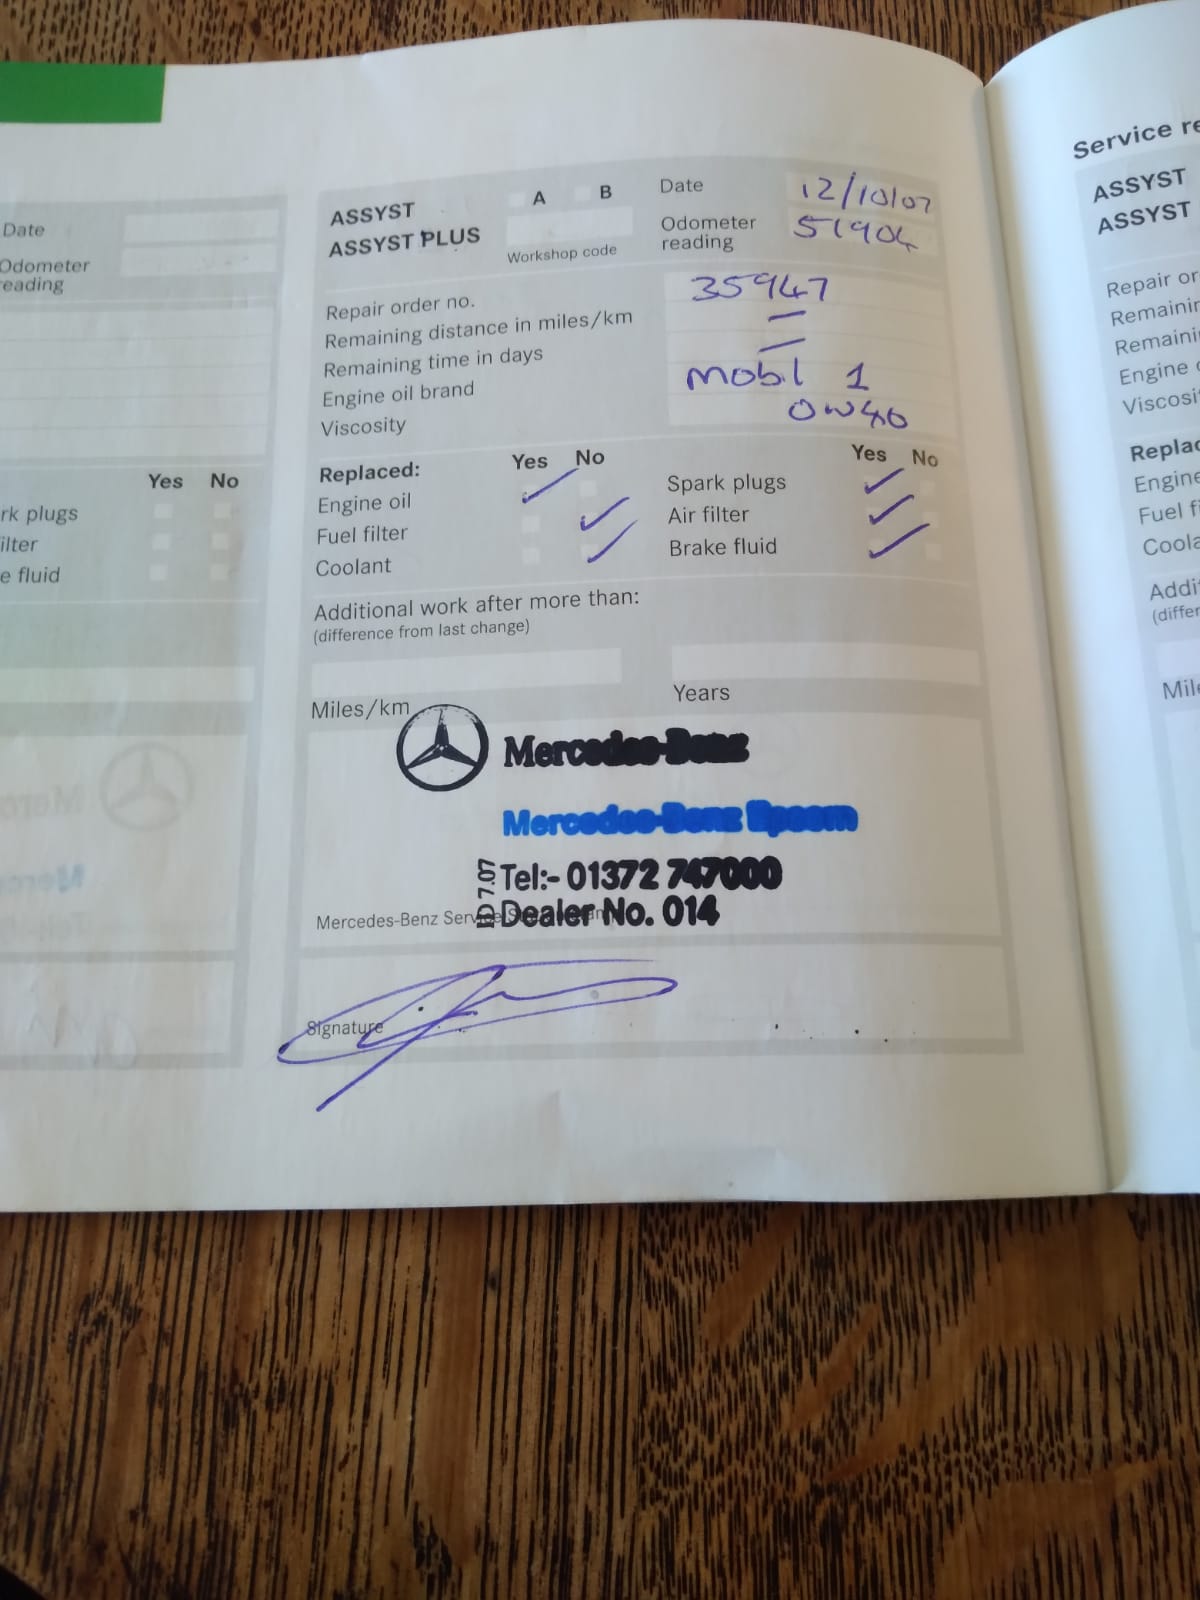 Date
Odometer
reading
Yes No
rk plugs
ilter
e fluid
ASSYST
ASSYST PLUS
A B
Workshop code
Date 12/10/07
Odometer
reading 51904
Repair order no. 35947
Remaining distance in miles/km –
Remaining time in days –
Engine oil brand Mobil 1
Viscosity 0w40
Replaced: Yes No
Engine oil ✓
Fuel filter ✓
Coolant ✓
Yes No
Spark plugs ✓
Air filter ✓
Brake fluid ✓
Additional work after more than:
(difference from last change)
Miles/km
Years
Mercedes-Benz
Mercedes-Benz Epsom
Tel:- 01372 747000
Dealer No. 014
ID 7.07
Mercedes-Benz Service
Signature
Service re
ASSYST
ASSYST
Repair or
Remainin
Remaini
Engine
Viscosi
Replac
Engine
Fuel fi
Coola
Addi
(differ
Mile